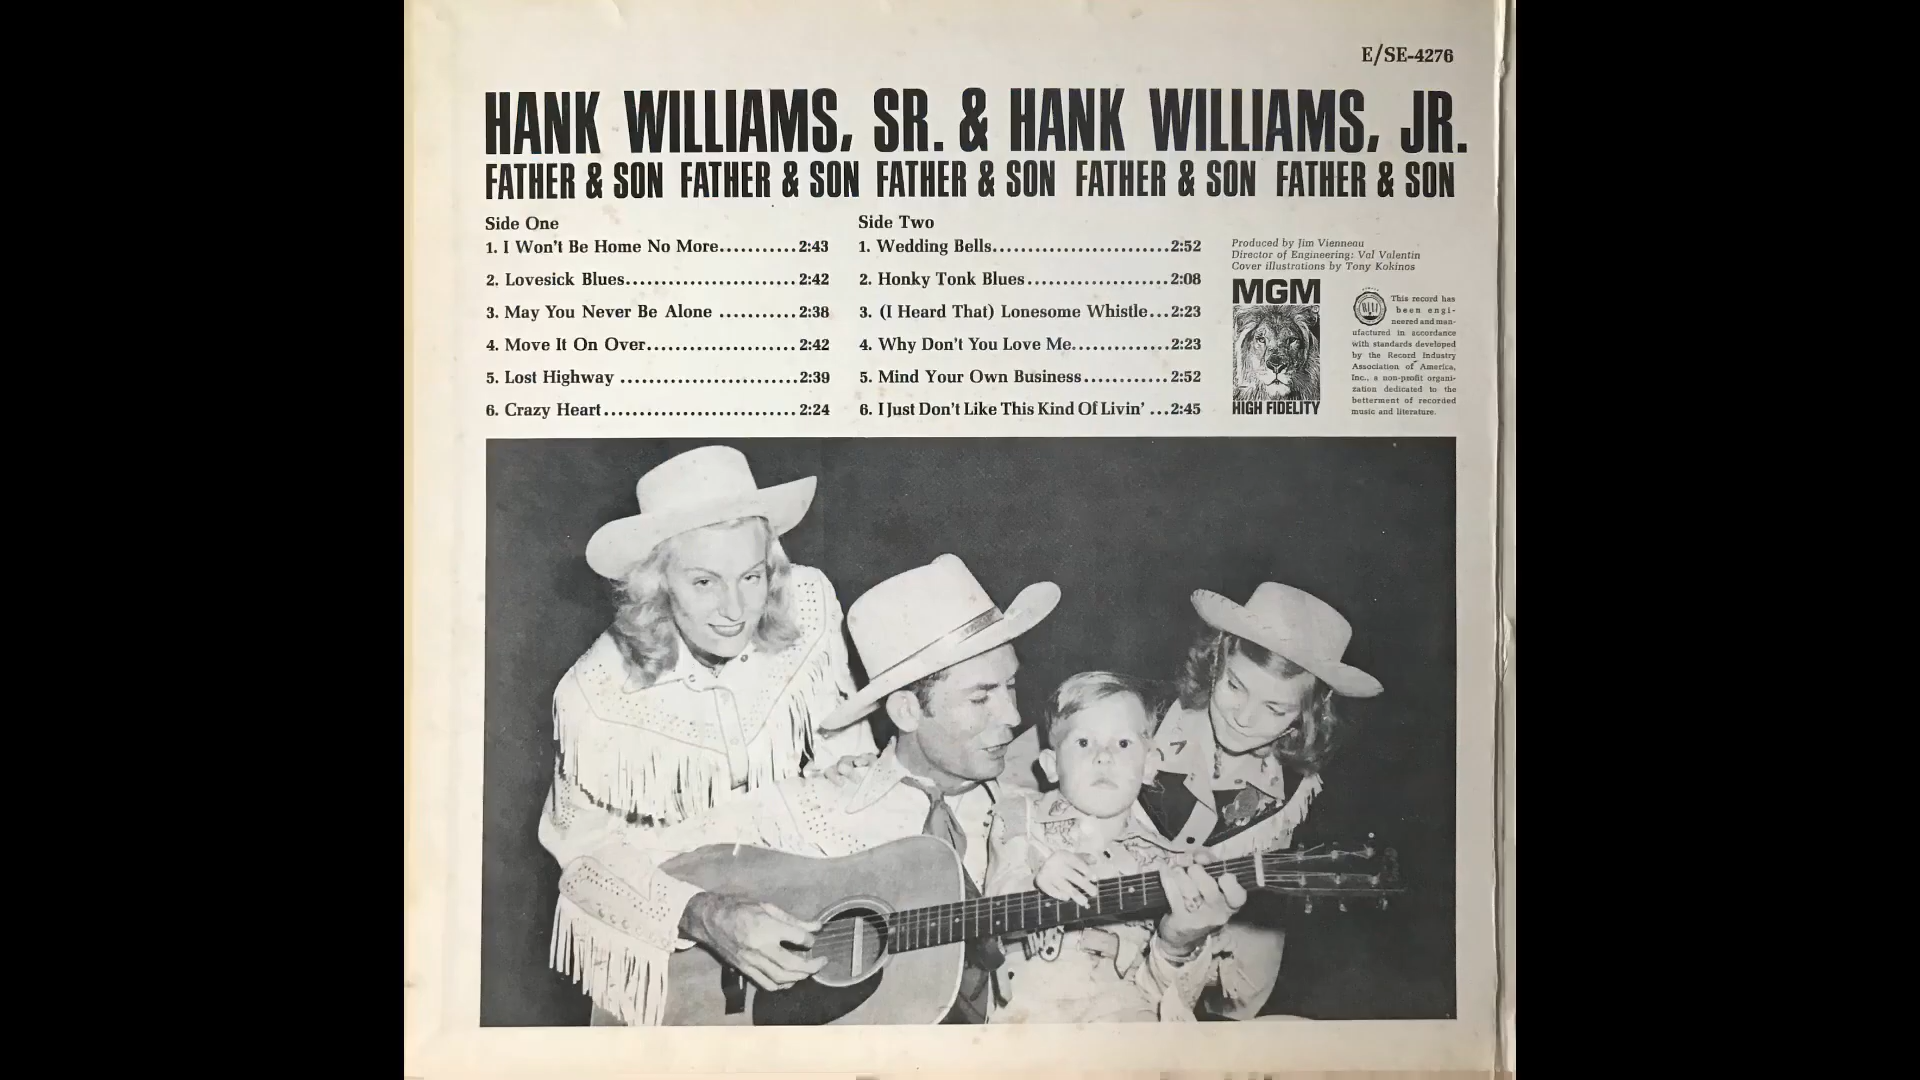 E/SE-4276
HANK WILLIAMS, SR. & HANK WILLIAMS, JR.
FATHER & SON FATHER & SON FATHER & SON FATHER & SON FATHER & SON
Side One
1. I Won't Be Home No More...........2:43
2. Lovesick Blues.......................2:42
3. May You Never Be Alone ...........2:38
4. Move It On Over.....................2:42
5. Lost Highway ........................2:39
6. Crazy Heart..........................2:24
Side Two
1. Wedding Bells........................2:52
2. Honky Tonk Blues...................2:08
3. (I Heard That) Lonesome Whistle...2:23
4. Why Don't You Love Me.............2:23
5. Mind Your Own Business............2:52
6. I Just Don't Like This Kind Of Livin' ...2:45
Produced by Jim Vienneau
Director of Engineering: Val Valentin
Cover illustrations by Tony Kokinos
MGM
HIGH FIDELITY
This record has
been engi-
neered and man-
ufactured in accordance
with standards developed
by the Record Industry
Association of America,
Inc., a non-profit organi-
zation dedicated to the
betterment of recorded
music and literature.